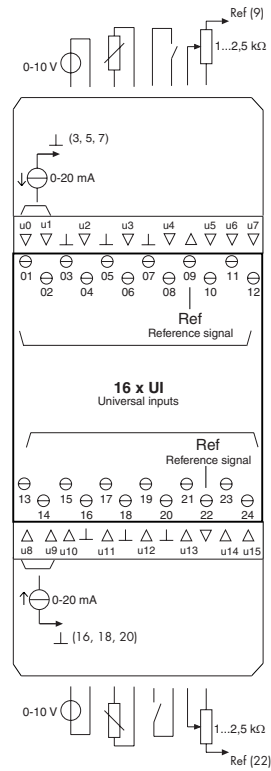 Ref (9)
0-10 V
1...2,5 kΩ
⊥ (3, 5, 7)
0-20 mA
u0 u1 u2 u3 u4 u5 u6 u7
01 03 05 07 09 11
02 04 06 08 10 12
Ref
Reference signal
16 x UI
Universal inputs
Ref
Reference signal
13 15 17 19 21 23
14 16 18 20 22 24
u8 u9 u10 u11 u12 u13 u14 u15
0-20 mA
⊥ (16, 18, 20)
0-10 V
1...2,5 kΩ
Ref (22)